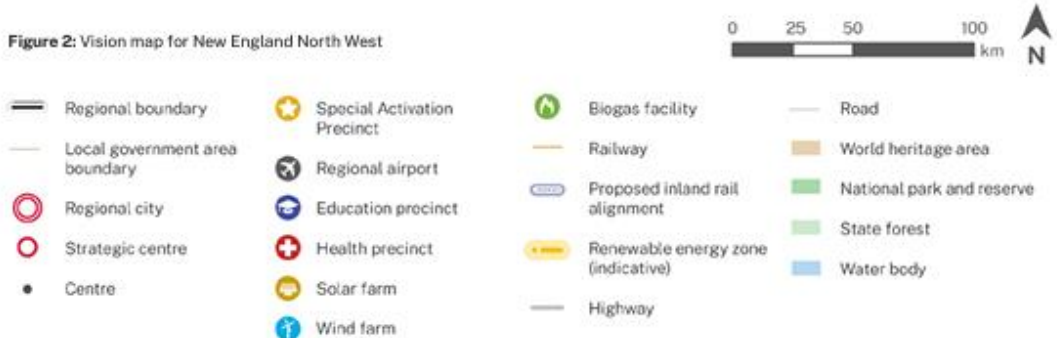 Figure 2: Vision map for New England North West
0 25 50 100
km
N
Regional boundary
Local government area
boundary
Regional city
Strategic centre
Centre
Special Activation
Precinct
Regional airport
Education precinct
Health precinct
Solar farm
Wind farm
Biogas facility
Railway
Proposed inland rail
alignment
Renewable energy zone
(indicative)
Highway
Road
World heritage area
National park and reserve
State forest
Water body